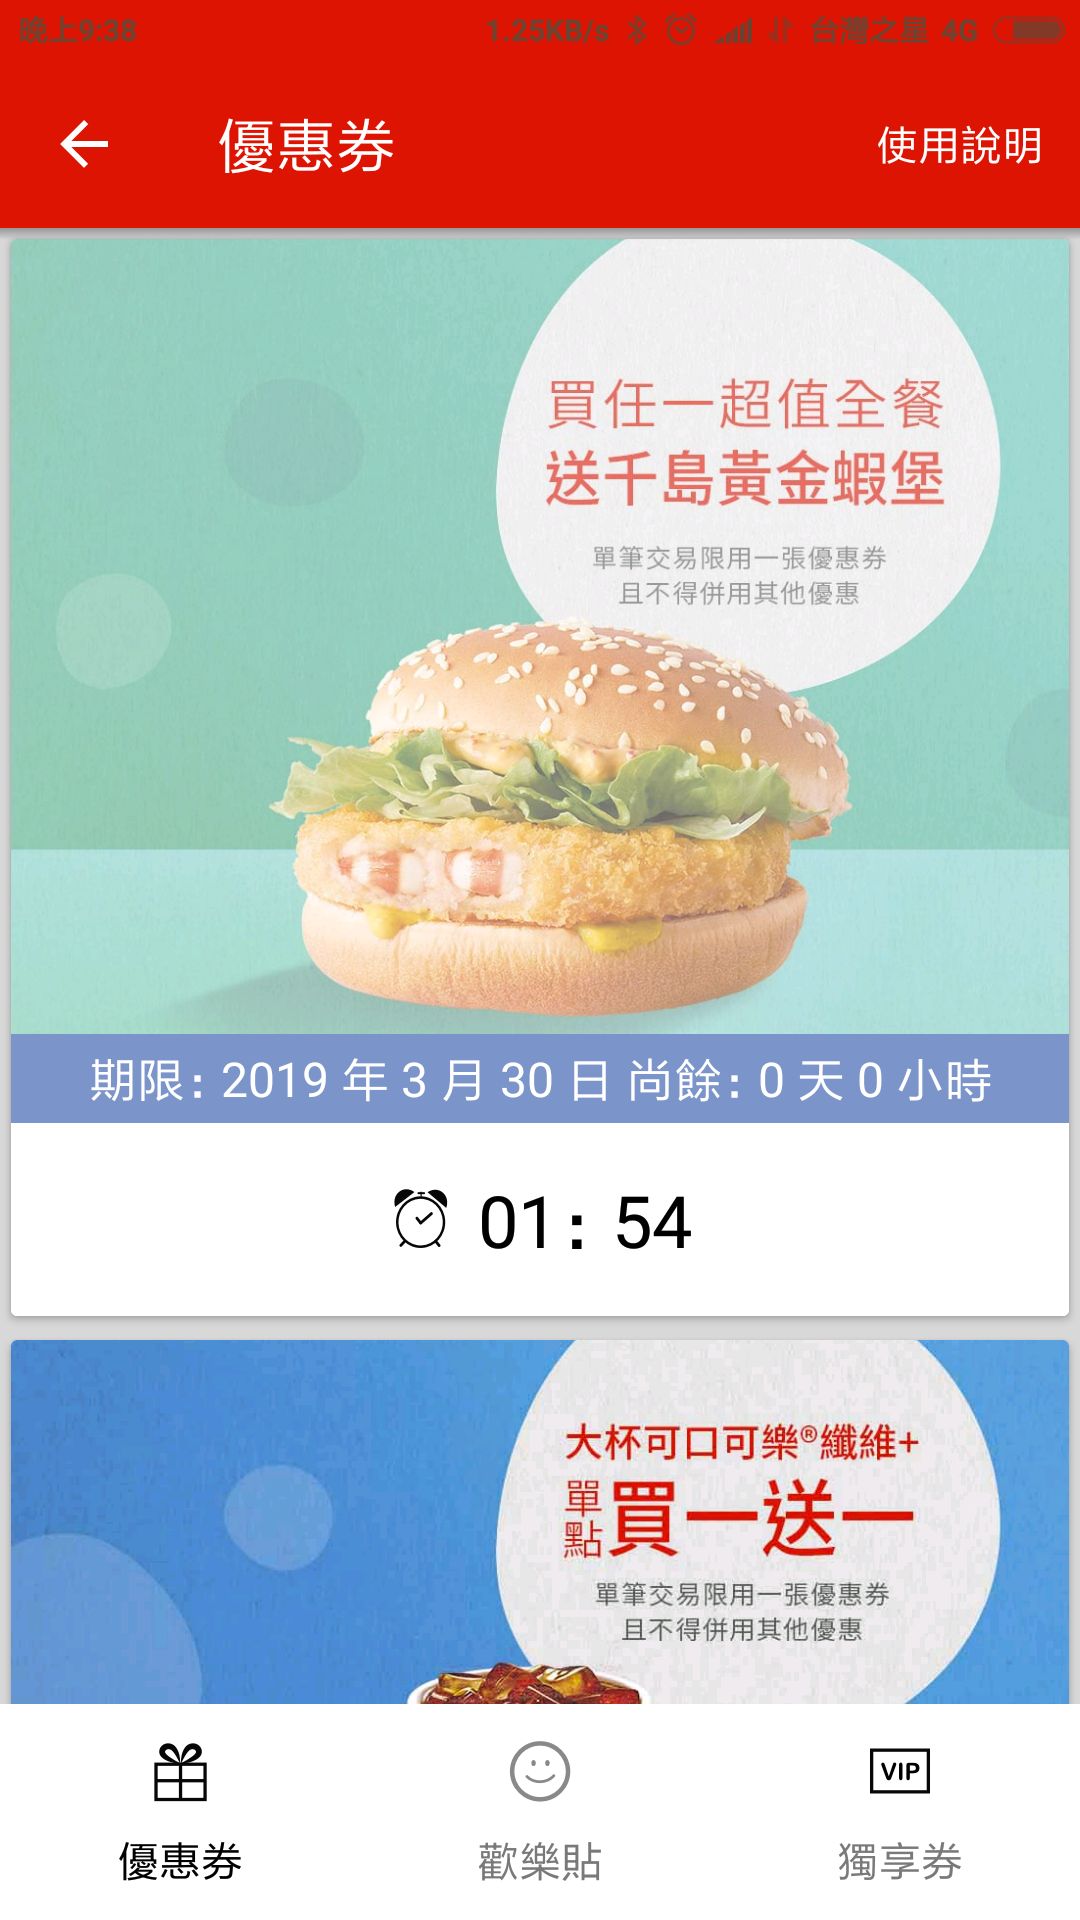 晚上9:38 1.25KB/s 台灣之星 4G
優惠券 使用說明
買任一超值全餐
送千島黃金蝦堡
單筆交易限用一張優惠券
且不得併用其他優惠
期限: 2019 年 3 月 30 日 尚餘: 0 天 0 小時
01: 54
大杯可口可樂®纖維+
單點 買一送一
單筆交易限用一張優惠券
且不得併用其他優惠
VIP
優惠券 歡樂貼 獨享券